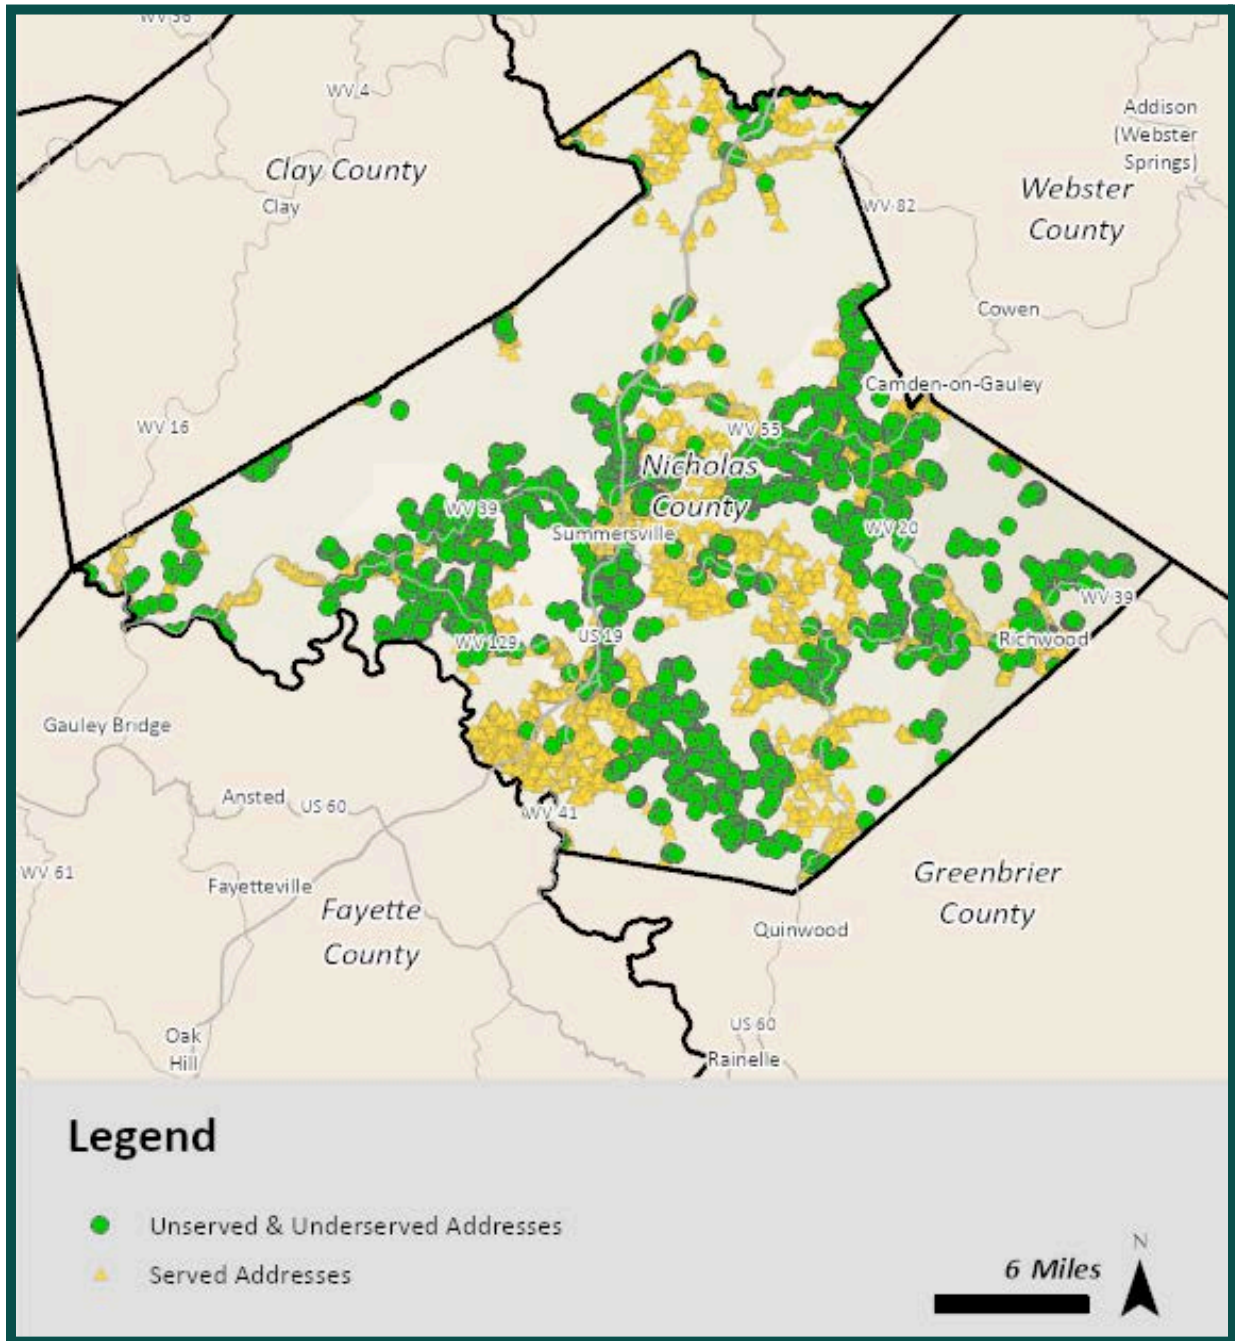 WV 36
WV 4
Addison
(Webster
Springs)
Clay County
Webster
County
Clay
WV 82
Cowen
Camden-on-Gauley
WV 16
WV 55
Nicholas
County
WV 39
Summersville
WV 20
WV 39
WV 129
US 19
Richwood
Gauley Bridge
Ansted
US 60
WV 41
WV 61
Fayetteville
Greenbrier
County
Fayette
County
Quinwood
US 60
Oak
Hill
Rainelle
Legend
Unserved & Underserved Addresses
Served Addresses
6 Miles
N